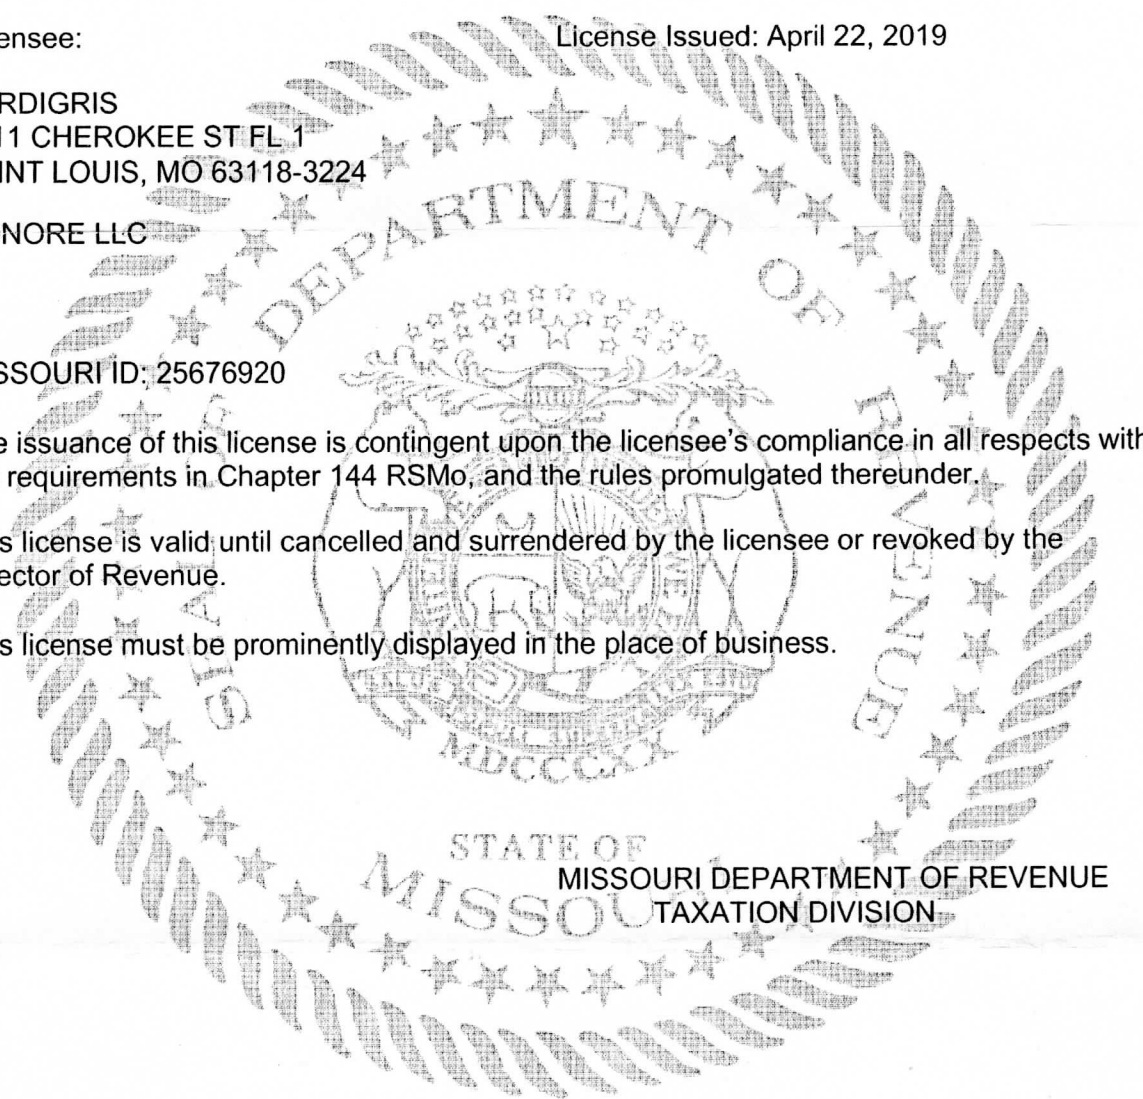 ensee:
License Issued: April 22, 2019
RDIGRIS
11 CHEROKEE ST FL 1
INT LOUIS, MO 63118-3224
NORE LLC
SSOURI ID: 25676920
e issuance of this license is contingent upon the licensee's compliance in all respects with
requirements in Chapter 144 RSMo, and the rules promulgated thereunder.
s license is valid until cancelled and surrendered by the licensee or revoked by the
ector of Revenue.
s license must be prominently displayed in the place of business.
MISSOURI DEPARTMENT OF REVENUE
TAXATION DIVISION
DEPARTMENT OF REVENUE
MDCCCXX
STATE OF
MISSOURI